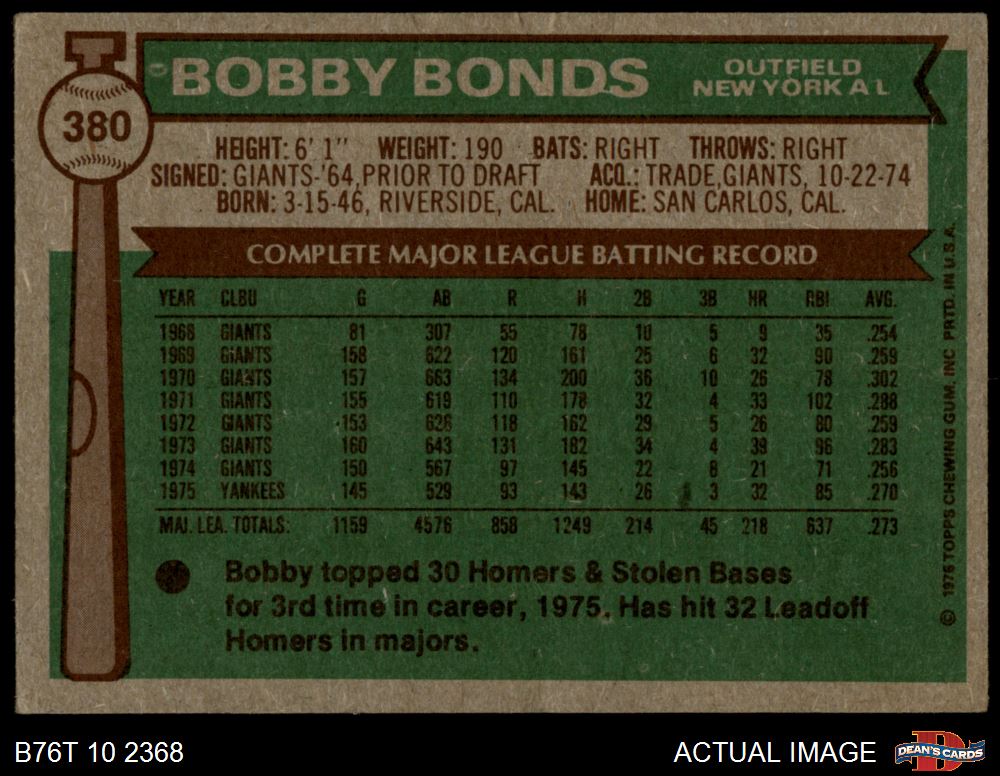 BOBBY BONDS
OUTFIELD
NEW YORK A L
380
HEIGHT: 6' 1" WEIGHT: 190 BATS: RIGHT THROWS: RIGHT
SIGNED: GIANTS-'64, PRIOR TO DRAFT ACQ.: TRADE, GIANTS, 10-22-74
BORN: 3-15-46, RIVERSIDE, CAL. HOME: SAN CARLOS, CAL.
COMPLETE MAJOR LEAGUE BATTING RECORD
YEAR CLBU G AB R H 2B 3B HR RBI AVG.
1968 GIANTS 81 307 55 78 10 5 9 35 .254
1969 GIANTS 158 622 120 161 25 6 32 90 .259
1970 GIANTS 157 663 134 200 36 10 26 78 .302
1971 GIANTS 155 619 110 178 32 4 33 102 .288
1972 GIANTS 153 626 118 162 29 5 26 80 .259
1973 GIANTS 160 643 131 182 34 4 39 96 .283
1974 GIANTS 150 567 97 145 22 8 21 71 .256
1975 YANKEES 145 529 93 143 26 3 32 85 .270
MAJ. LEA. TOTALS: 1159 4576 858 1249 214 45 218 637 .273
Bobby topped 30 Homers & Stolen Bases
for 3rd time in career, 1975. Has hit 32 Leadoff
Homers in majors.
© 1976 TOPPS CHEWING GUM, INC PRTD. IN U.S.A.
B76T 10 2368
ACTUAL IMAGE
D
DEAN'S CARDS